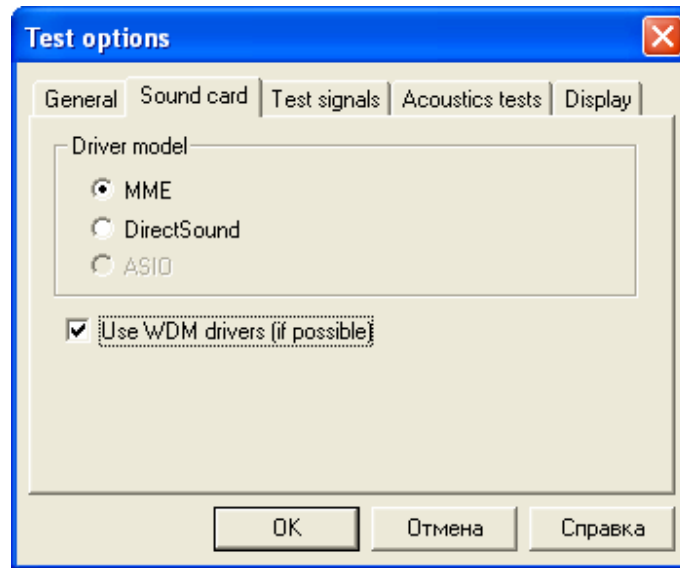 Test options
General Sound card Test signals Acoustics tests Display
Driver model
MME
DirectSound
ASIO
Use WDM drivers (if possible)
OK Отмена Справка